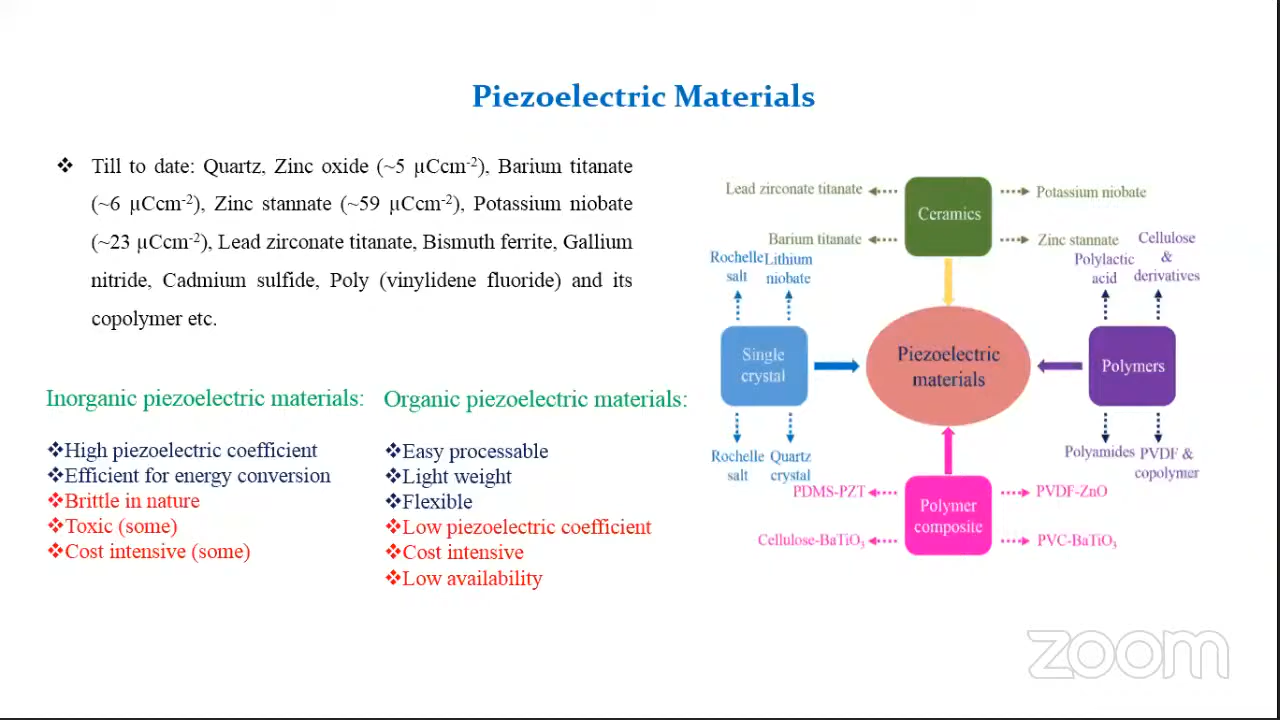 Piezoelectric Materials
❖ Till to date: Quartz, Zinc oxide (~5 µCcm⁻²), Barium titanate
(~6 µCcm⁻²), Zinc stannate (~59 µCcm⁻²), Potassium niobate
(~23 µCcm⁻²), Lead zirconate titanate, Bismuth ferrite, Gallium
nitride, Cadmium sulfide, Poly (vinylidene fluoride) and its
copolymer etc.
Inorganic piezoelectric materials:
❖High piezoelectric coefficient
❖Efficient for energy conversion
❖Brittle in nature
❖Toxic (some)
❖Cost intensive (some)
Organic piezoelectric materials:
❖Easy processable
❖Light weight
❖Flexible
❖Low piezoelectric coefficient
❖Cost intensive
❖Low availability
Lead zirconate titanate
Ceramics
Potassium niobate
Barium titanate
Zinc stannate
Rochelle
salt
Lithium
niobate
Polylactic
acid
Cellulose
&
derivatives
Single
crystal
Piezoelectric
materials
Polymers
Rochelle
salt
Quartz
crystal
Polyamides
PVDF &
copolymer
PDMS-PZT
Polymer
composite
PVDF-ZnO
Cellulose-BaTiO₃
PVC-BaTiO₃
zoom